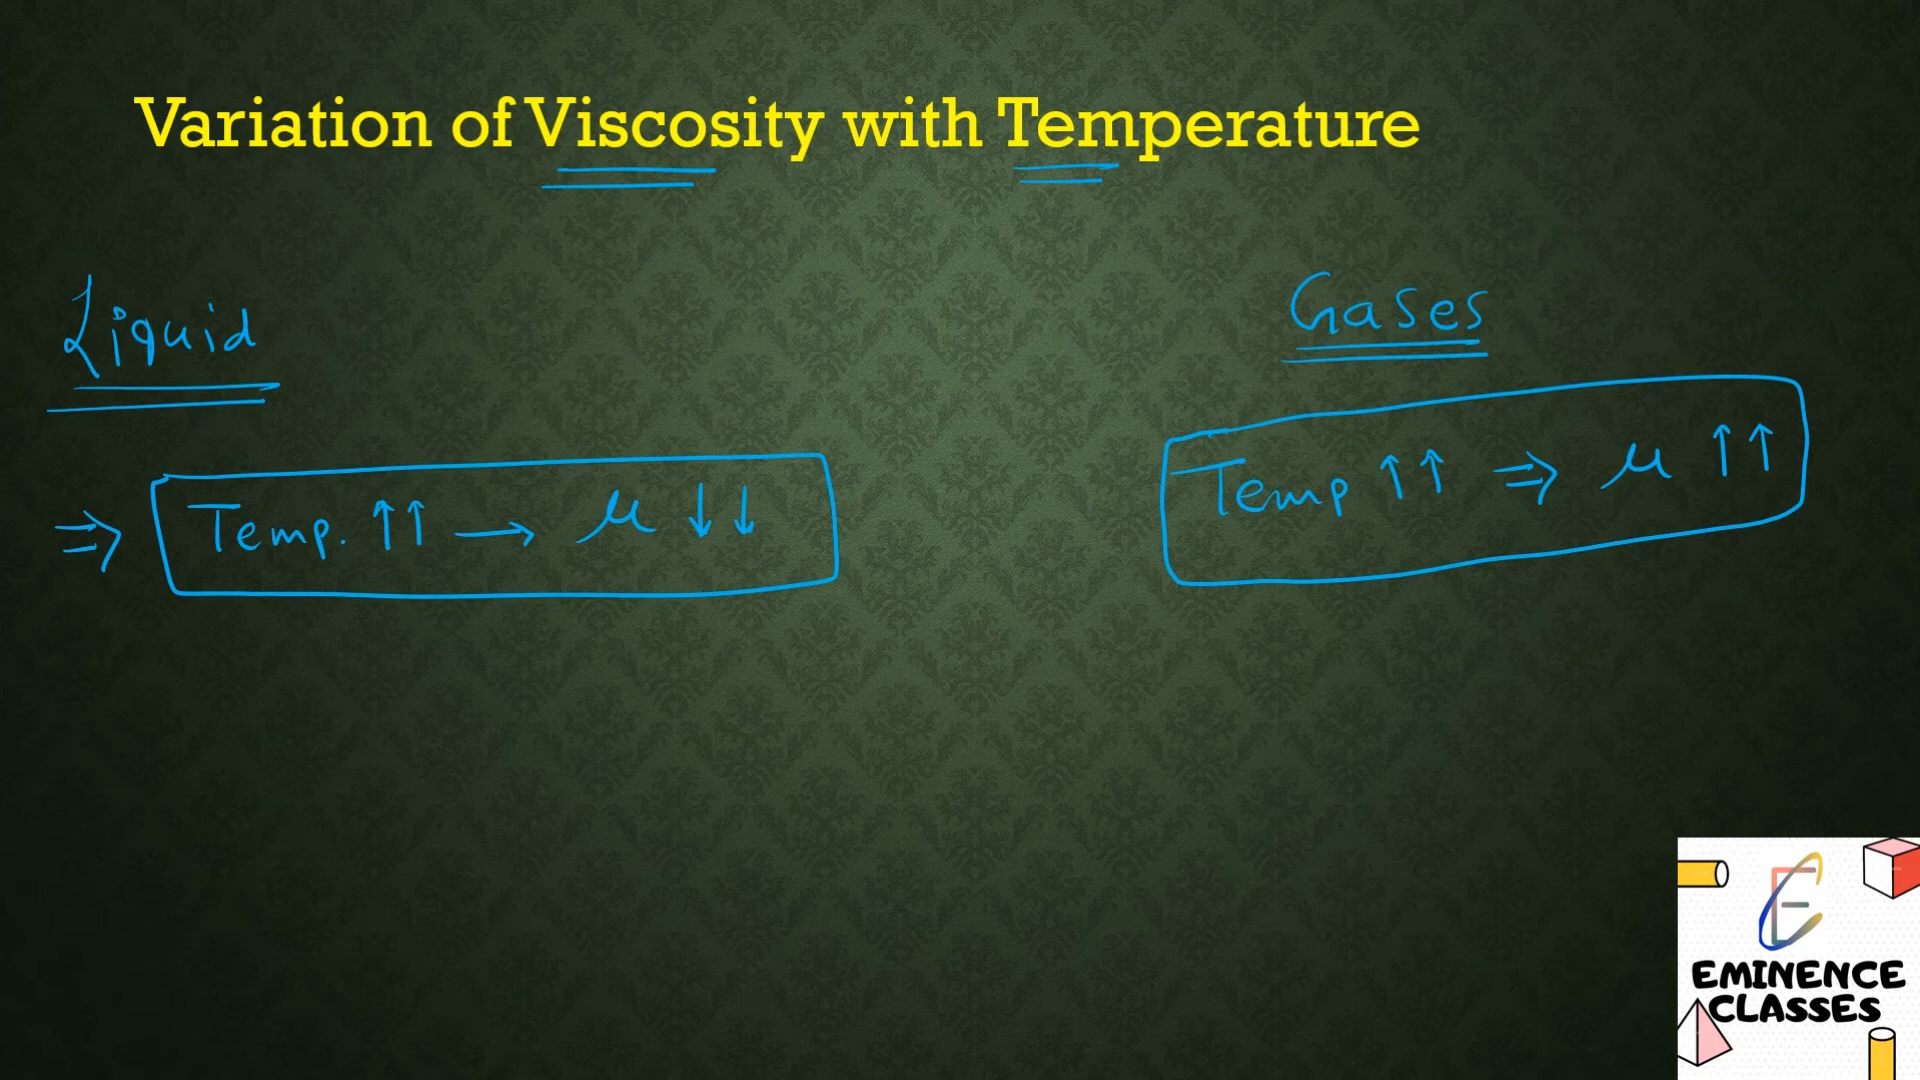 Variation of Viscosity with Temperature
Liquid
⇒ Temp. ↑↑ → μ ↓↓
Gases
Temp ↑↑ ⇒ μ ↑↑
E
EMINENCE
CLASSES